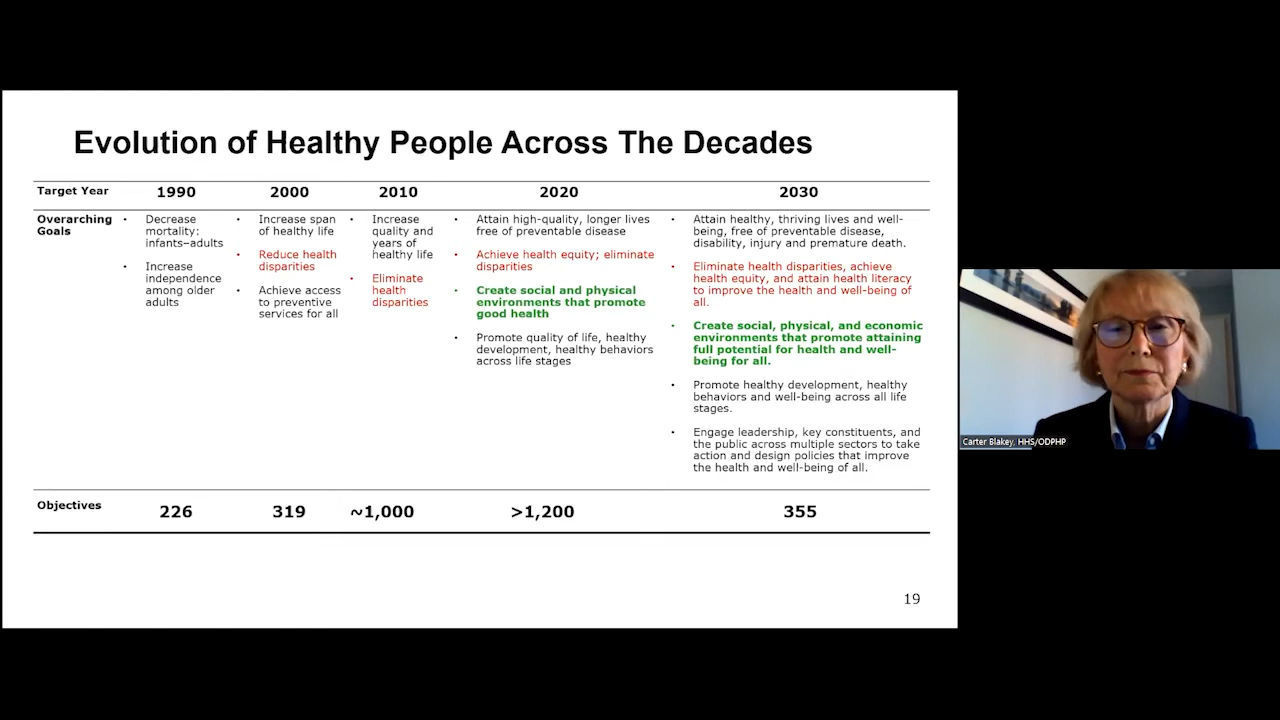 Evolution of Healthy People Across The Decades
Target Year
1990
2000
2010
2020
2030
Overarching
Goals
• Decrease
mortality:
infants–adults
• Increase
independence
among older
adults
• Increase span
of healthy life
• Reduce health
disparities
• Achieve access
to preventive
services for all
• Increase
quality and
years of
healthy life
• Eliminate
health
disparities
• Attain high-quality, longer lives
free of preventable disease
• Achieve health equity; eliminate
disparities
• Create social and physical
environments that promote
good health
• Promote quality of life, healthy
development, healthy behaviors
across life stages
• Attain healthy, thriving lives and well-
being, free of preventable disease,
disability, injury and premature death.
• Eliminate health disparities, achieve
health equity, and attain health literacy
to improve the health and well-being of
all.
• Create social, physical, and economic
environments that promote attaining
full potential for health and well-
being for all.
• Promote healthy development, healthy
behaviors and well-being across all life
stages.
• Engage leadership, key constituents, and
the public across multiple sectors to take
action and design policies that improve
the health and well-being of all.
Objectives
226
319
~1,000
>1,200
355
19
Carter Blakey, HHS/ODPHP